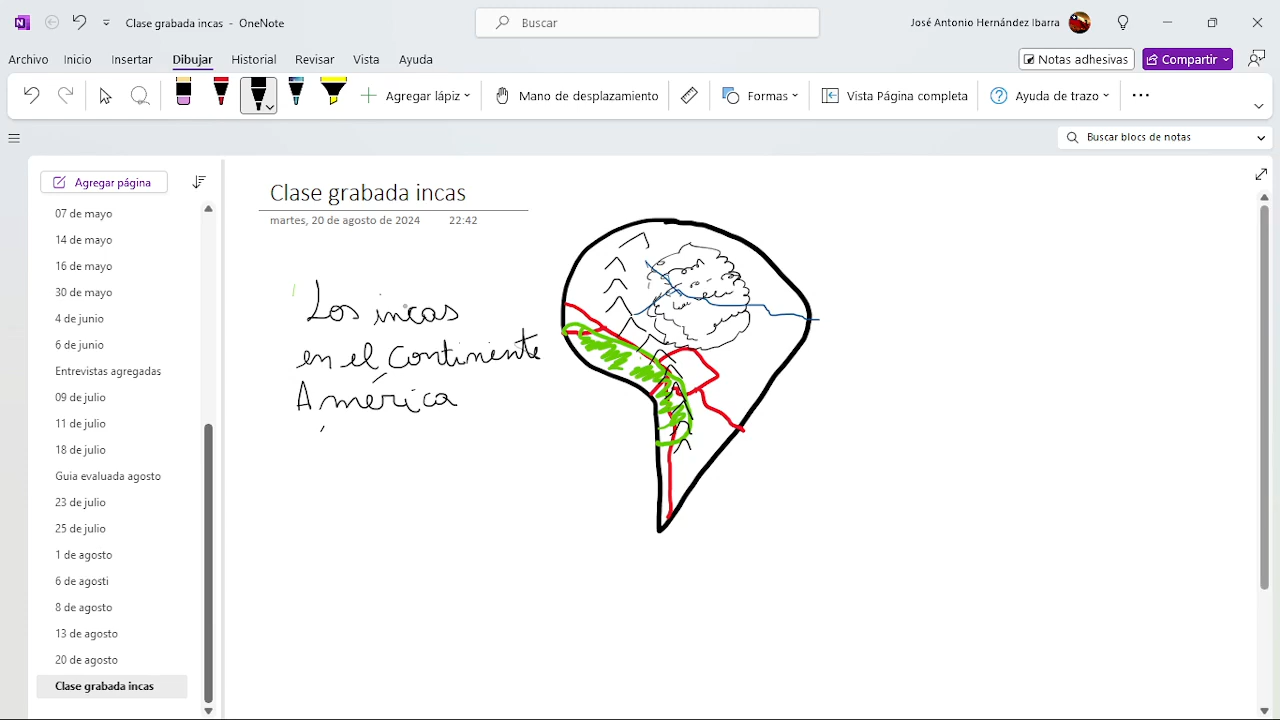 Clase grabada incas - OneNote
Buscar
José Antonio Hernández Ibarra
Archivo Inicio Insertar Dibujar Historial Revisar Vista Ayuda
Notas adhesivas
Compartir
Agregar lápiz
Mano de desplazamiento
Formas
Vista Página completa
Ayuda de trazo
Buscar blocs de notas
Agregar página
07 de mayo
14 de mayo
16 de mayo
30 de mayo
4 de junio
6 de junio
Entrevistas agregadas
09 de julio
11 de julio
18 de julio
Guia evaluada agosto
23 de julio
25 de julio
1 de agosto
6 de agosti
8 de agosto
13 de agosto
20 de agosto
Clase grabada incas
Clase grabada incas
martes, 20 de agosto de 2024 22:42
Los incas
en el continente
América